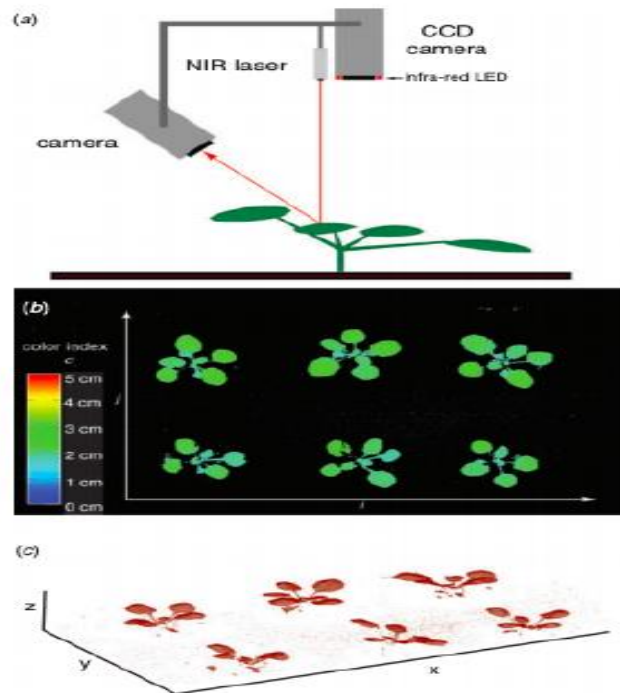 (a)
CCD
camera
NIR laser
infra-red LED
camera
(b)
color index
c
5 cm
4 cm
3 cm
2 cm
1 cm
0 cm
j
i
(c)
z
y
x